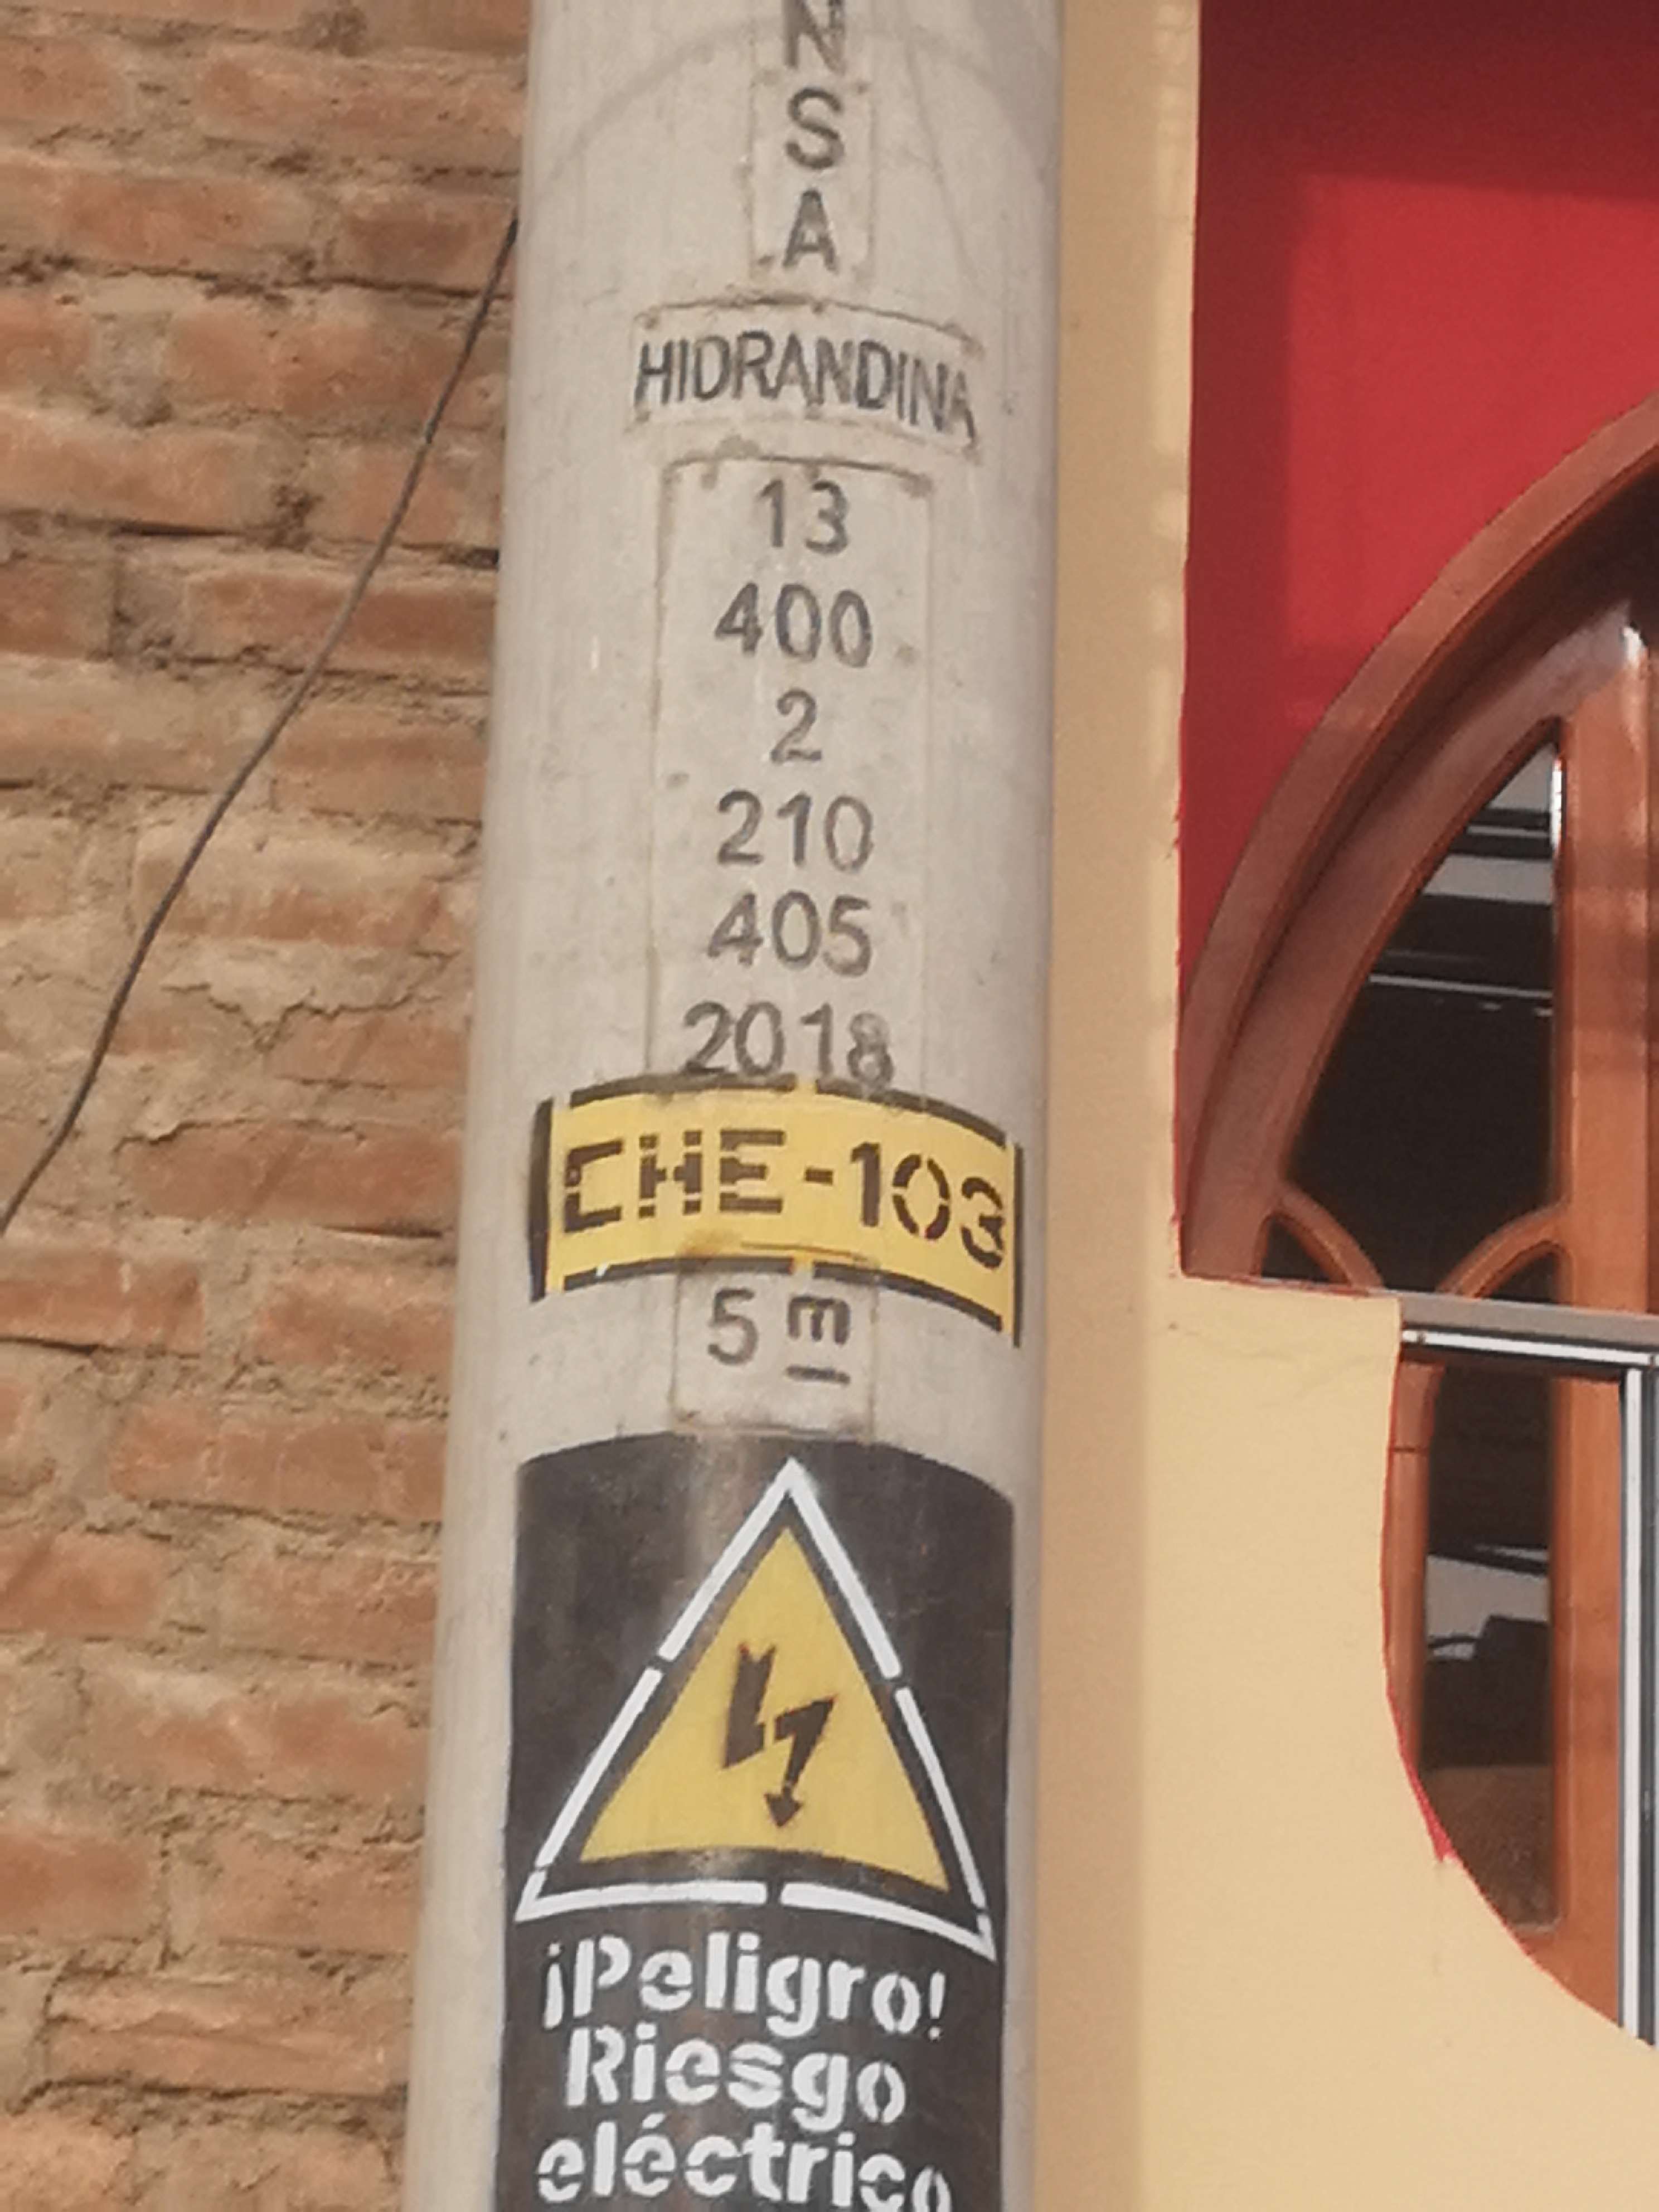 N
S
A
HIDRANDINA
13
400
2
210
405
2018
CHE-103
5 m
¡Peligro!
Riesgo
eléctrico